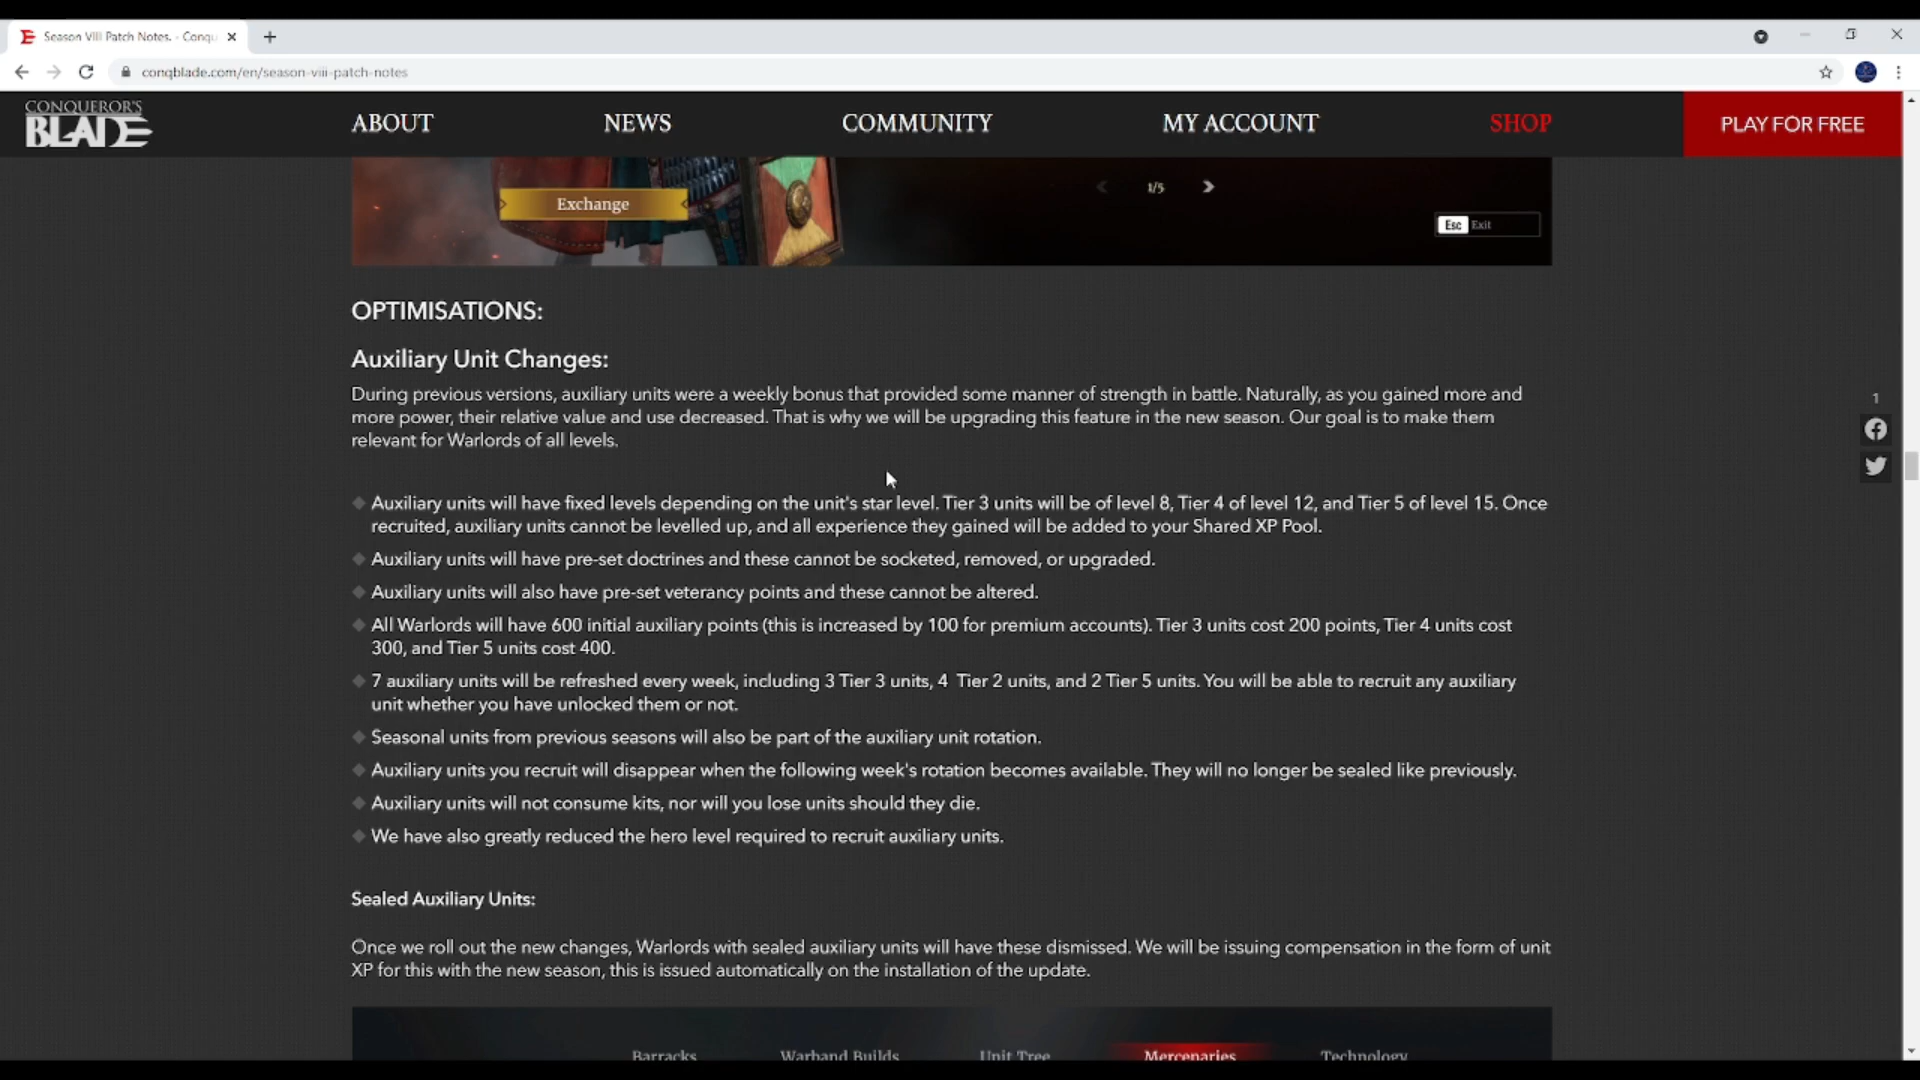 Season VIII Patch Notes. - Conqu
conqblade.com/en/season-viii-patch-notes
CONQUEROR'S
BLADE
ABOUT
NEWS
COMMUNITY
MY ACCOUNT
SHOP
PLAY FOR FREE
Exchange
1/5
Esc Exit
OPTIMISATIONS:
Auxiliary Unit Changes:
During previous versions, auxiliary units were a weekly bonus that provided some manner of strength in battle. Naturally, as you gained more and
more power, their relative value and use decreased. That is why we will be upgrading this feature in the new season. Our goal is to make them
relevant for Warlords of all levels.
1
Auxiliary units will have fixed levels depending on the unit's star level. Tier 3 units will be of level 8, Tier 4 of level 12, and Tier 5 of level 15. Once
recruited, auxiliary units cannot be levelled up, and all experience they gained will be added to your Shared XP Pool.
Auxiliary units will have pre-set doctrines and these cannot be socketed, removed, or upgraded.
Auxiliary units will also have pre-set veterancy points and these cannot be altered.
All Warlords will have 600 initial auxiliary points (this is increased by 100 for premium accounts). Tier 3 units cost 200 points, Tier 4 units cost
300, and Tier 5 units cost 400.
7 auxiliary units will be refreshed every week, including 3 Tier 3 units, 4 Tier 2 units, and 2 Tier 5 units. You will be able to recruit any auxiliary
unit whether you have unlocked them or not.
Seasonal units from previous seasons will also be part of the auxiliary unit rotation.
Auxiliary units you recruit will disappear when the following week's rotation becomes available. They will no longer be sealed like previously.
Auxiliary units will not consume kits, nor will you lose units should they die.
We have also greatly reduced the hero level required to recruit auxiliary units.
Sealed Auxiliary Units:
Once we roll out the new changes, Warlords with sealed auxiliary units will have these dismissed. We will be issuing compensation in the form of unit
XP for this with the new season, this is issued automatically on the installation of the update.
Barracks
Warband Builds
Unit Tree
Mercenaries
Technology